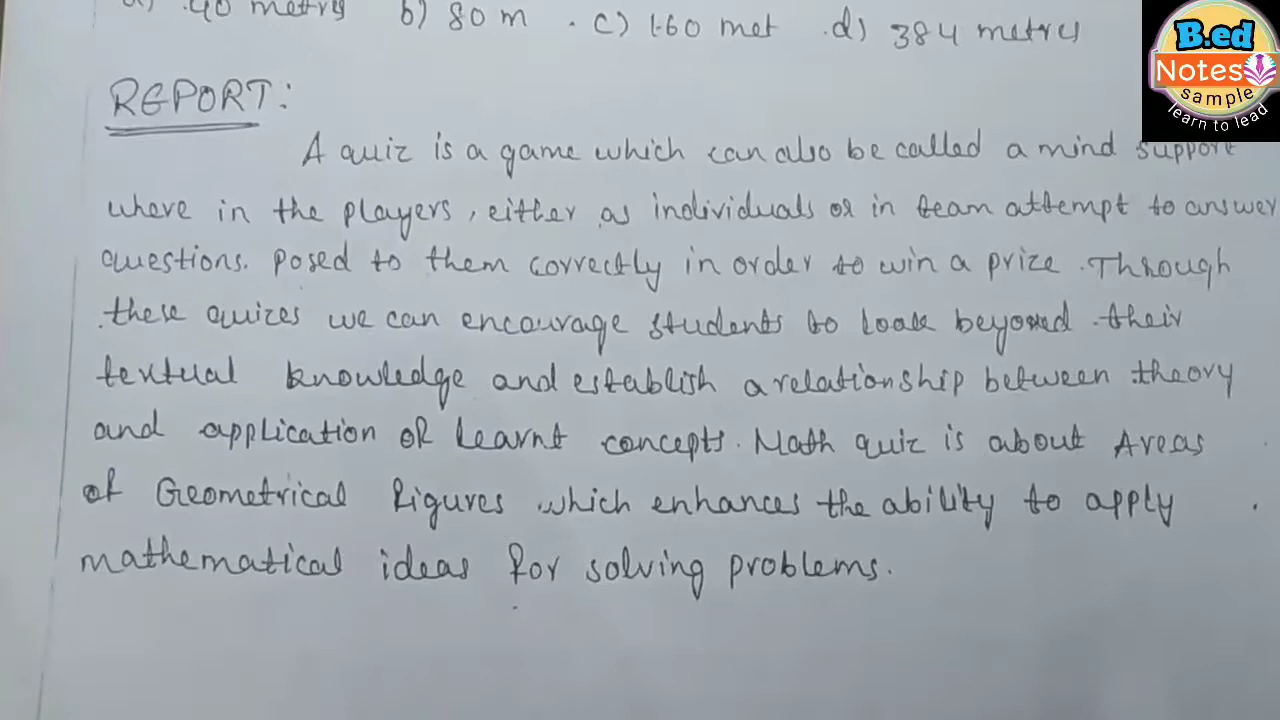 a) 40 metres b) 80 m . c) 160 met . d) 384 metres
B.ed
Notes
sample
learn to lead
REPORT:
A quiz is a game which can also be called a mind support
where in the players, either as individuals or in team attempt to answer
questions. posed to them correctly in order to win a prize. Through
these quizes we can encourage students to look beyond their
textual knowledge and establish a relationship between theory
and application of learnt concepts. Math quiz is about Areas
of Geometrical figures which enhances the ability to apply
mathematical ideas for solving problems.